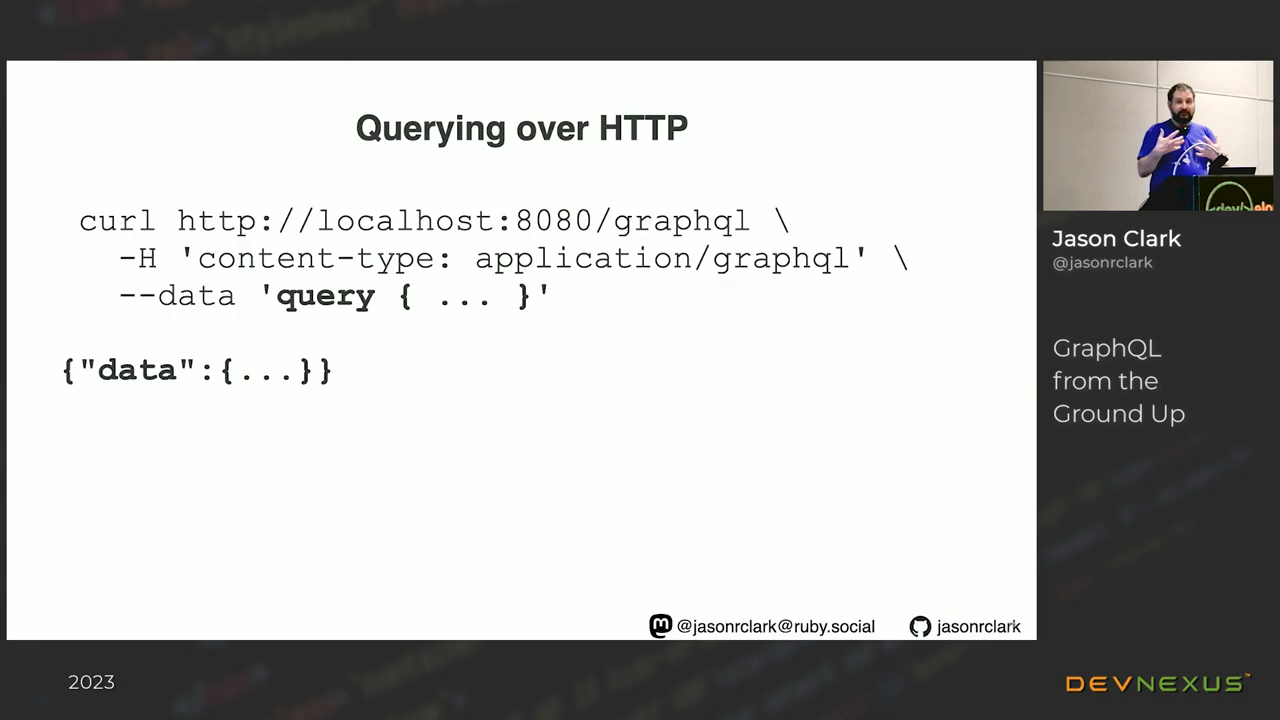 Querying over HTTP
curl http://localhost:8080/graphql \
-H 'content-type: application/graphql' \
--data 'query { ... }'
{"data":{...}}
@jasonrclark@ruby.social
jasonrclark
Jason Clark
@jasonrclark
GraphQL
from the
Ground Up
2023
DEVNEXUS™